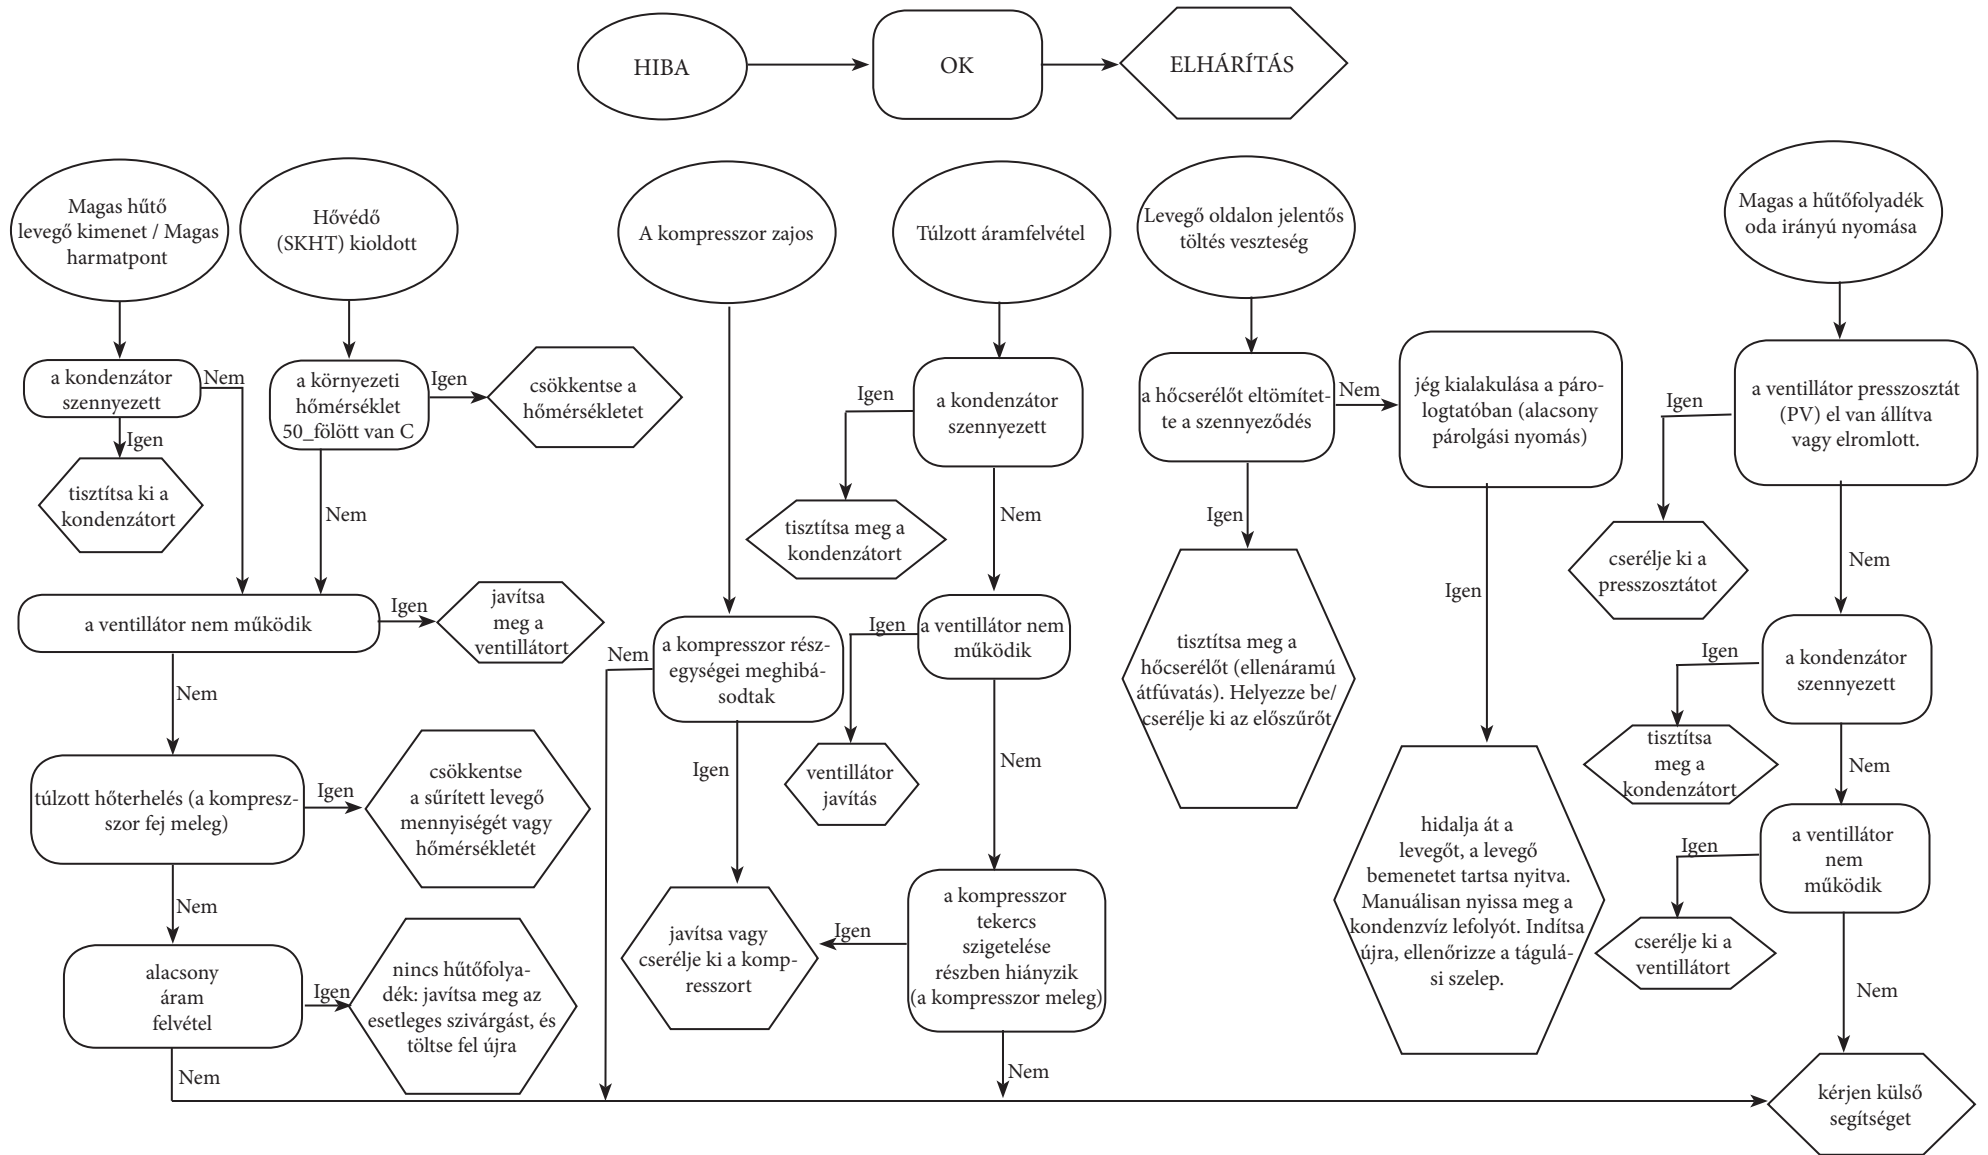 HIBA
OK
ELHÁRÍTÁS
Magas hűtő
levegő kimenet / Magas
harmatpont
Hővédő
(SKHT) kioldott
A kompresszor zajos
Túlzott áramfelvétel
Levegő oldalon jelentős
töltés veszteség
Magas a hűtőfolyadék
oda irányú nyomása
a kondenzátor
szennyezett
Nem
Igen
tisztítsa ki a
kondenzátort
a környezeti
hőmérséklet
50_fölött van C
Igen
csökkentse a
hőmérsékletet
Nem
a ventillátor nem működik
Igen
javítsa
meg a
ventillátort
Nem
túlzott hőterhelés (a kompresz-
szor fej meleg)
Igen
csökkentse
a sűrített levegő
mennyiségét vagy
hőmérsékletét
Nem
alacsony
áram
felvétel
Igen
nincs hűtőfolya-
dék: javítsa meg az
esetleges szivárgást, és
töltse fel újra
Nem
a kompresszor rész-
egységei meghibá-
sodtak
Nem
Igen
javítsa vagy
cserélje ki a komp-
resszort
a kondenzátor
szennyezett
Igen
tisztítsa meg a
kondenzátort
Nem
a ventillátor nem
működik
Igen
ventillátor
javítás
Nem
a kompresszor
tekercs
szigetelése
részben hiányzik
(a kompresszor meleg)
Igen
Nem
a hőcserélőt eltömítet-
te a szennyeződés
Nem
Igen
tisztítsa meg a
hőcserélőt (ellenáramú
átfúvatás). Helyezze be/
cserélje ki az előszűrőt
jég kialakulása a páro-
logtatóban (alacsony
párolgási nyomás)
Igen
hidalja át a
levegőt, a levegő
bemenetet tartsa nyitva.
Manuálisan nyissa meg a
kondenzvíz lefolyót. Indítsa
újra, ellenőrizze a tágulá-
si szelep.
a ventillátor presszosztát
(PV) el van állítva
vagy elromlott.
Igen
cserélje ki a
presszosztátot
Nem
a kondenzátor
szennyezett
Igen
tisztítsa
meg a
kondenzátort
Nem
a ventillátor
nem
működik
Igen
cserélje ki a
ventillátort
Nem
kérjen külső
segítséget